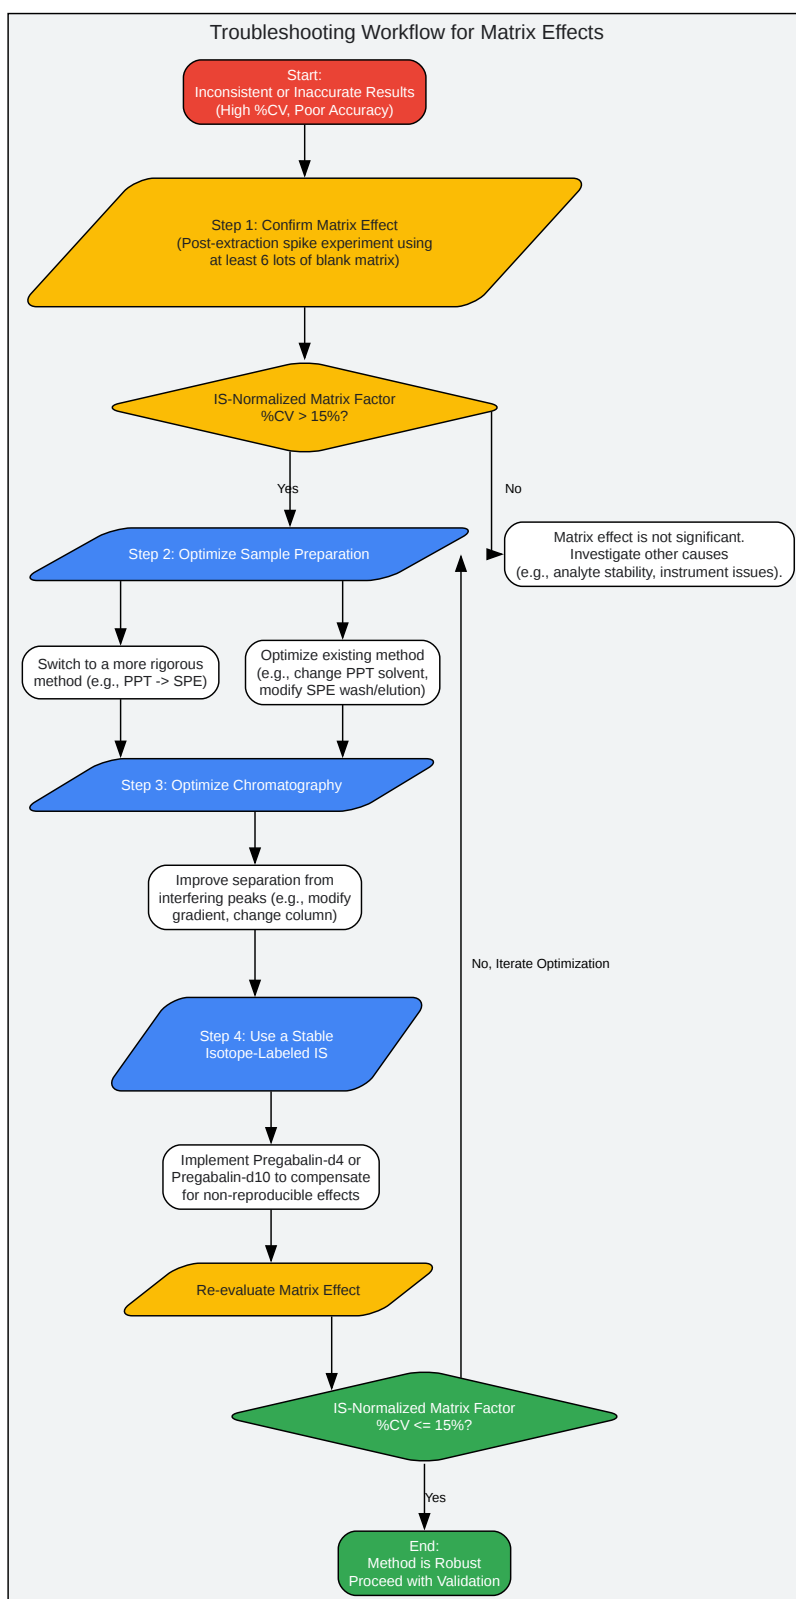 Troubleshooting Workflow for Matrix Effects
Start:
Inconsistent or Inaccurate Results
(High %CV, Poor Accuracy)
Step 1: Confirm Matrix Effect
(Post-extraction spike experiment using
at least 6 lots of blank matrix)
IS-Normalized Matrix Factor
%CV > 15%?
Yes
No
Matrix effect is not significant.
Investigate other causes
(e.g., analyte stability, instrument issues).
Step 2: Optimize Sample Preparation
Switch to a more rigorous
method (e.g., PPT -> SPE)
Optimize existing method
(e.g., change PPT solvent,
modify SPE wash/elution)
Step 3: Optimize Chromatography
Improve separation from
interfering peaks (e.g., modify
gradient, change column)
No, Iterate Optimization
Step 4: Use a Stable
Isotope-Labeled IS
Implement Pregabalin-d4 or
Pregabalin-d10 to compensate
for non-reproducible effects
Re-evaluate Matrix Effect
IS-Normalized Matrix Factor
%CV <= 15%?
Yes
End:
Method is Robust
Proceed with Validation